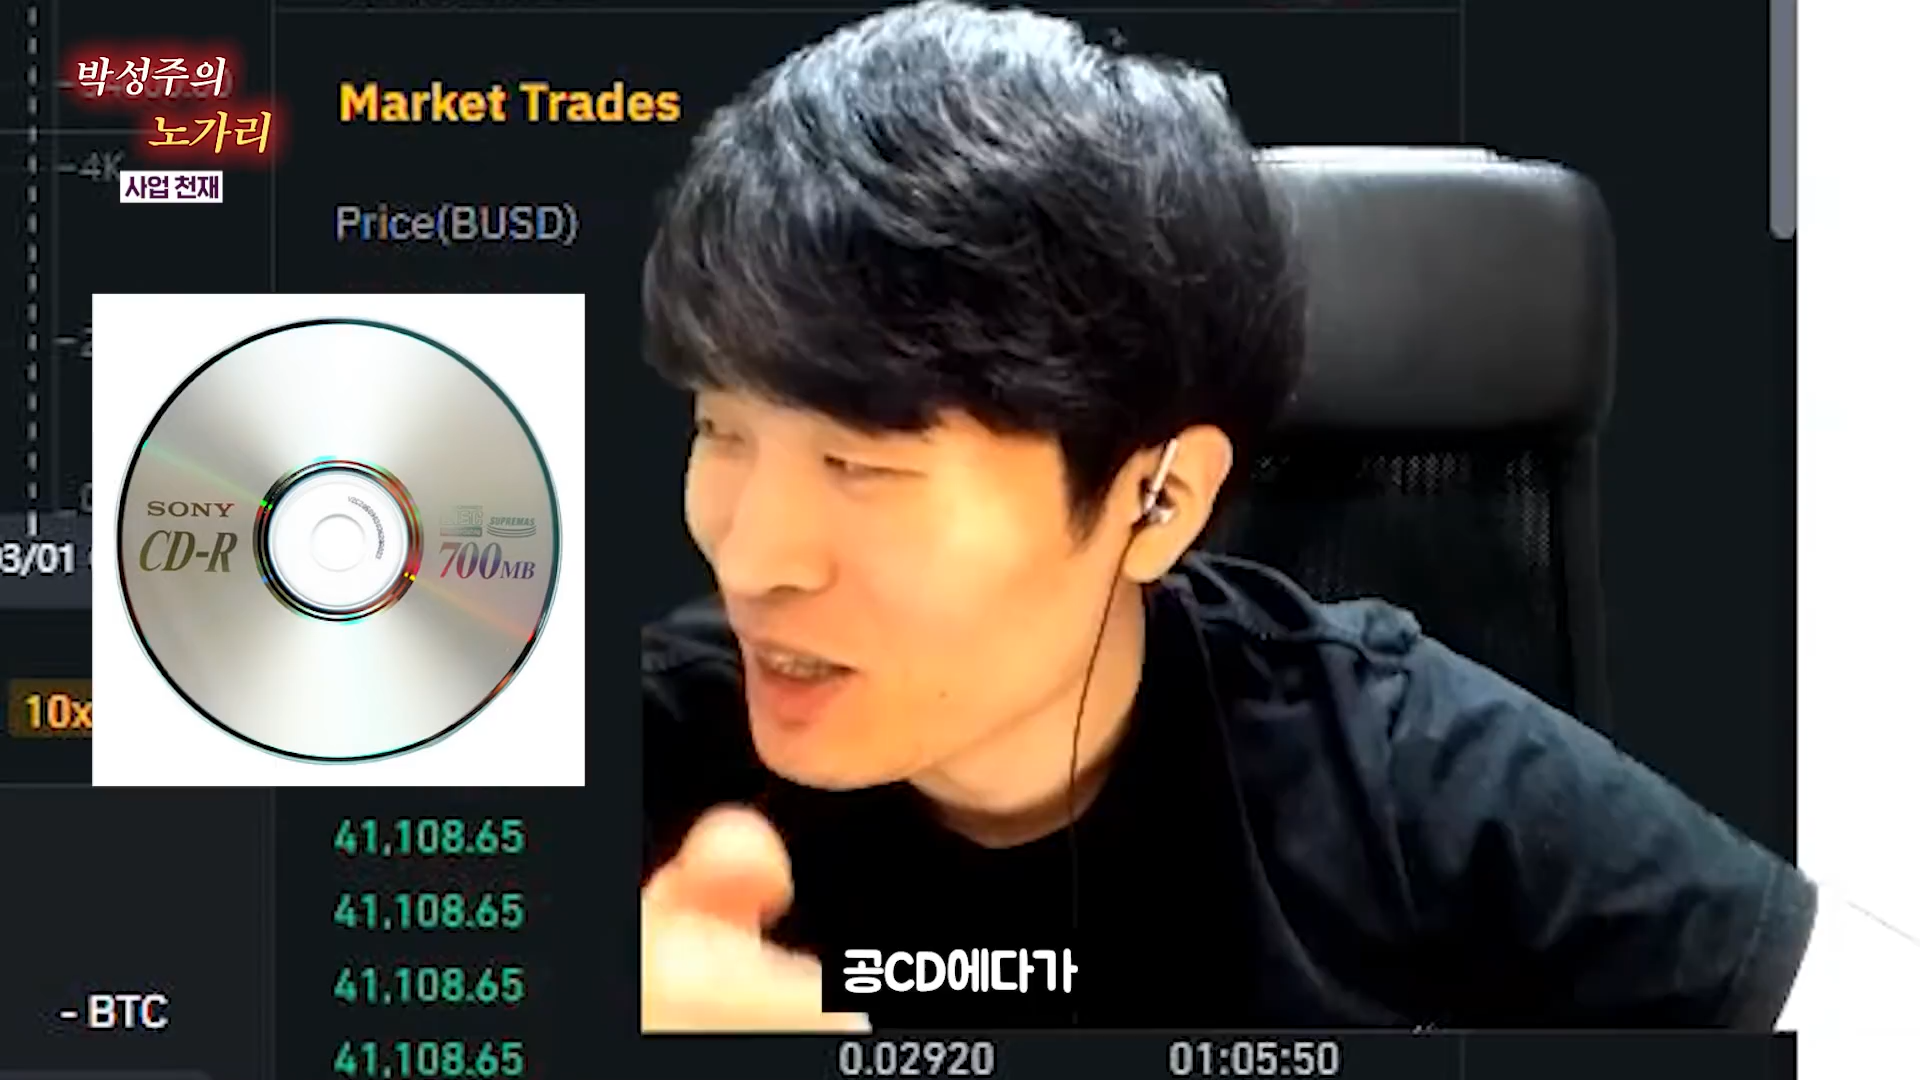 박성주의
노가리
사업 천재
-4K
Market Trades
Price(BUSD)
SONY
CD-R
SUPREMAS
700MB
03/01
10x
41,108.65
41,108.65
41,108.65
- BTC
공CD에다가
41,108.65 0.02920 01:05:50